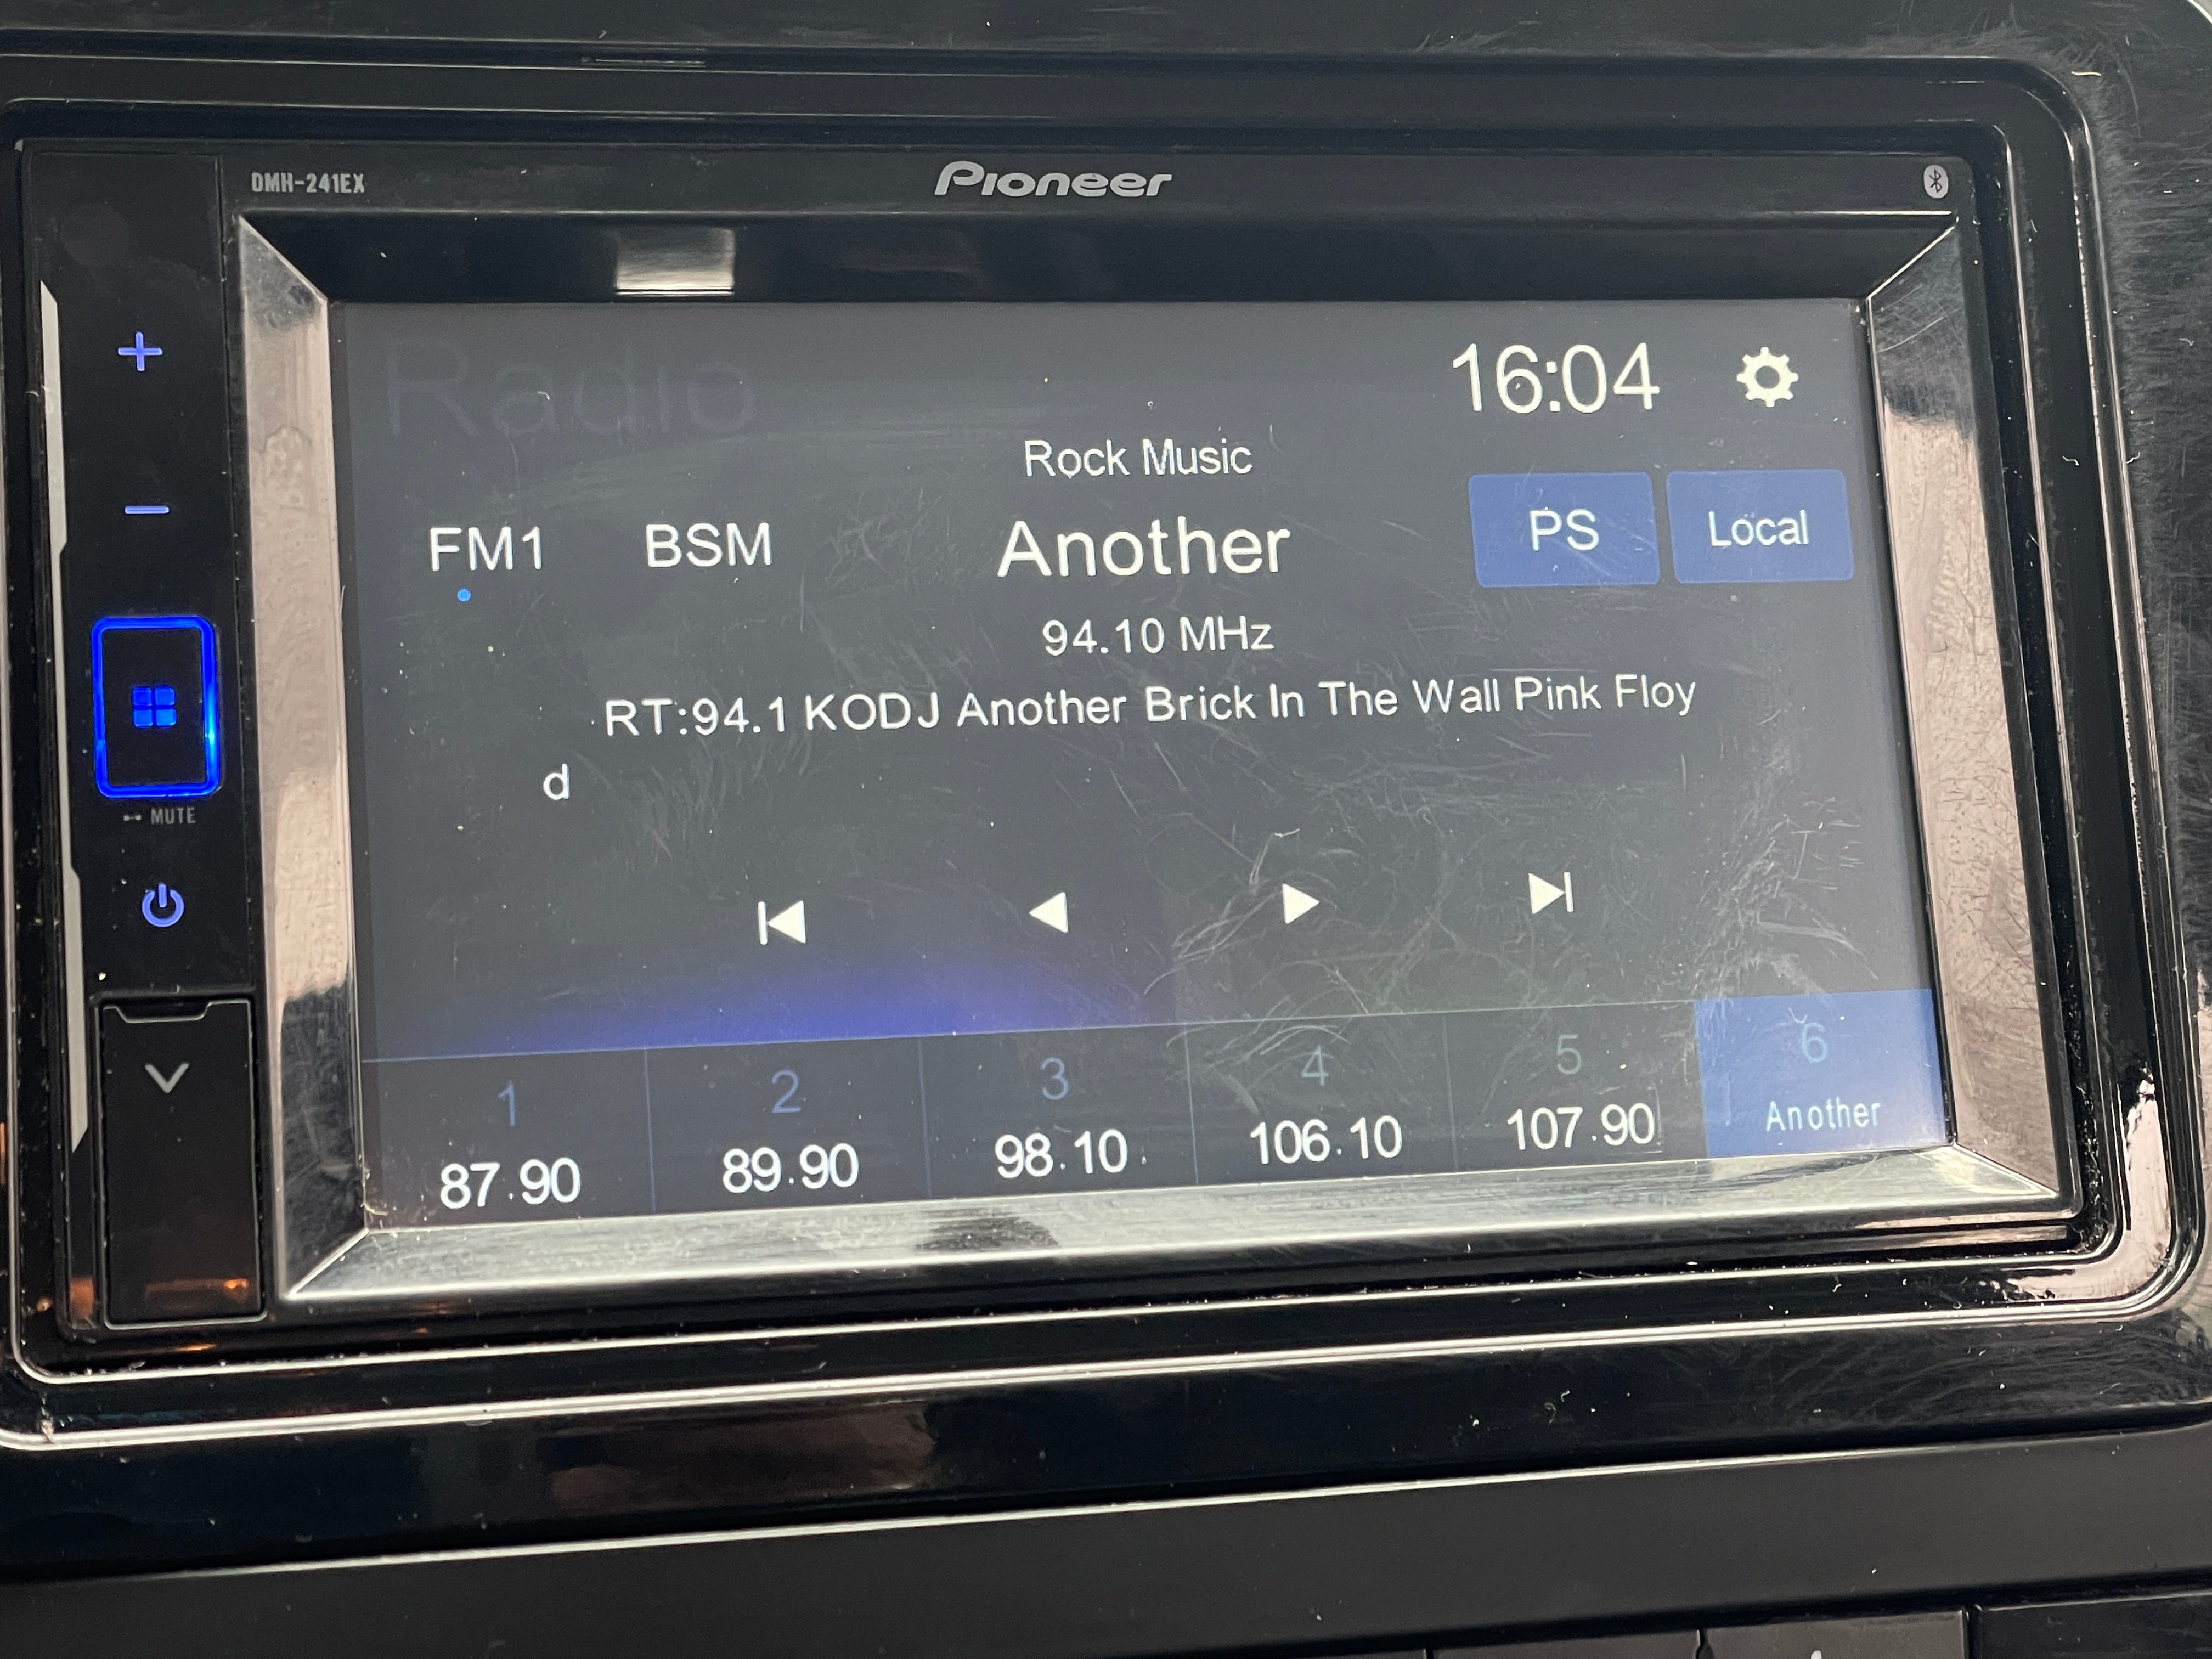 DMH-241EX
Pioneer
Radio
16:04
Rock Music
FM1 BSM Another PS Local
94.10 MHz
RT:94.1 KODJ Another Brick In The Wall Pink Floy
d
MUTE
1 2 3 4 5 6
87.90 89.90 98.10 106.10 107.90 Another